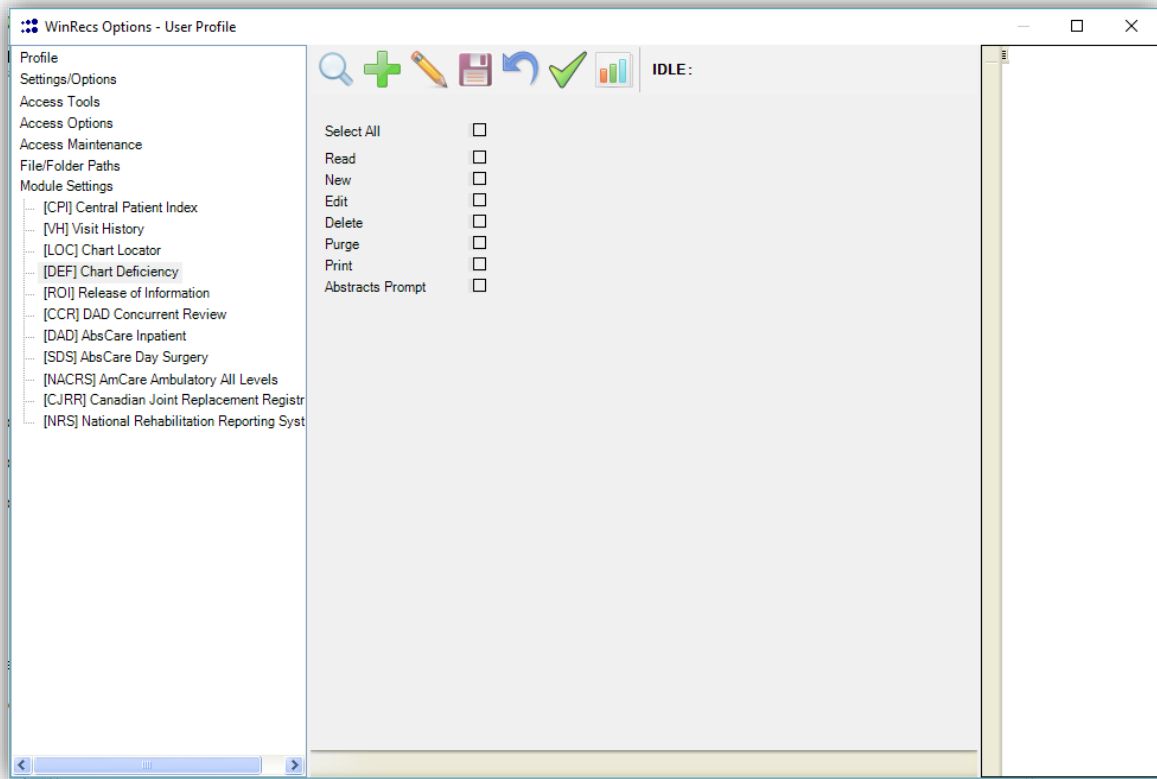 WinRecs Options - User Profile
Profile
Settings/Options
Access Tools
Access Options
Access Maintenance
File/Folder Paths
Module Settings
[CPI] Central Patient Index
[VH] Visit History
[LOC] Chart Locator
[DEF] Chart Deficiency
[ROI] Release of Information
[CCR] DAD Concurrent Review
[DAD] AbsCare Inpatient
[SDS] AbsCare Day Surgery
[NACRS] AmCare Ambulatory All Levels
[CJRR] Canadian Joint Replacement Registr
[NRS] National Rehabilitation Reporting Syst
IDLE:
Select All
Read
New
Edit
Delete
Purge
Print
Abstracts Prompt